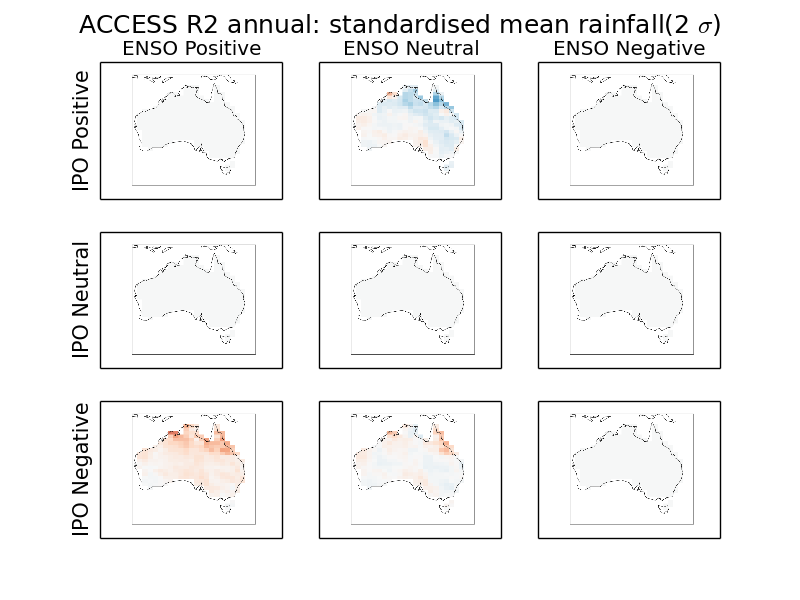 ACCESS R2 annual: standardised mean rainfall(2 σ)
ENSO Positive ENSO Neutral ENSO Negative
IPO Positive
IPO Neutral
IPO Negative